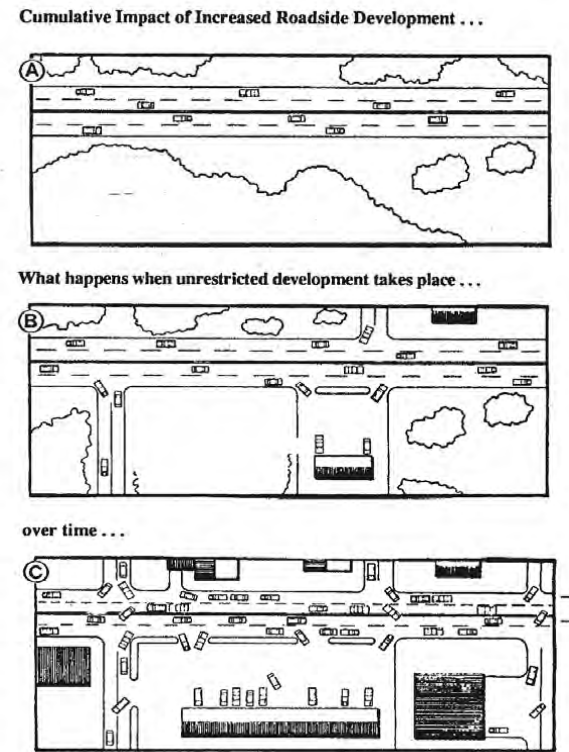 Cumulative Impact of Increased Roadside Development . . .
A
What happens when unrestricted development takes place . . .
B
over time . . .
C